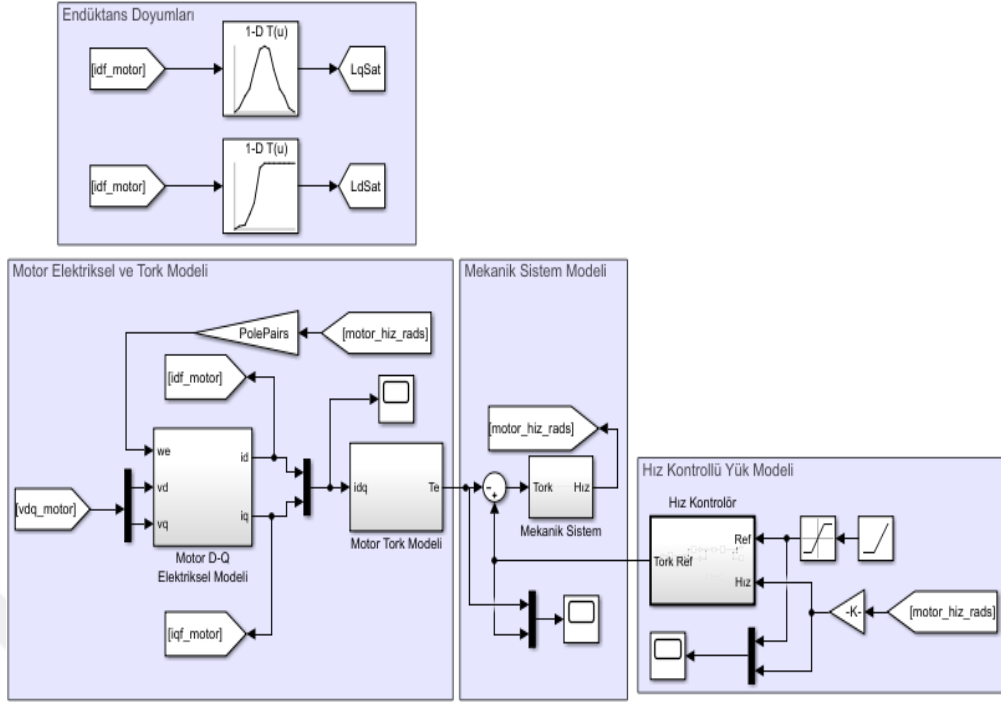 Endüktans Doyumları
1-D T(u)
[idf_motor]
LqSat
1-D T(u)
[idf_motor]
LdSat
Motor Elektriksel ve Tork Modeli
PolePairs
[motor_hiz_rads]
[idf_motor]
we
id
vd
[vdq_motor]
vq
iq
idq
Te
Motor D-Q
Elektriksel Modeli
Motor Tork Modeli
[iqf_motor]
Mekanik Sistem Modeli
[motor_hiz_rads]
-
+
Tork
Hız
Mekanik Sistem
Hız Kontrollü Yük Modeli
Hız Kontrolör
Ref
Tork Ref
Hız
-K-
[motor_hiz_rads]